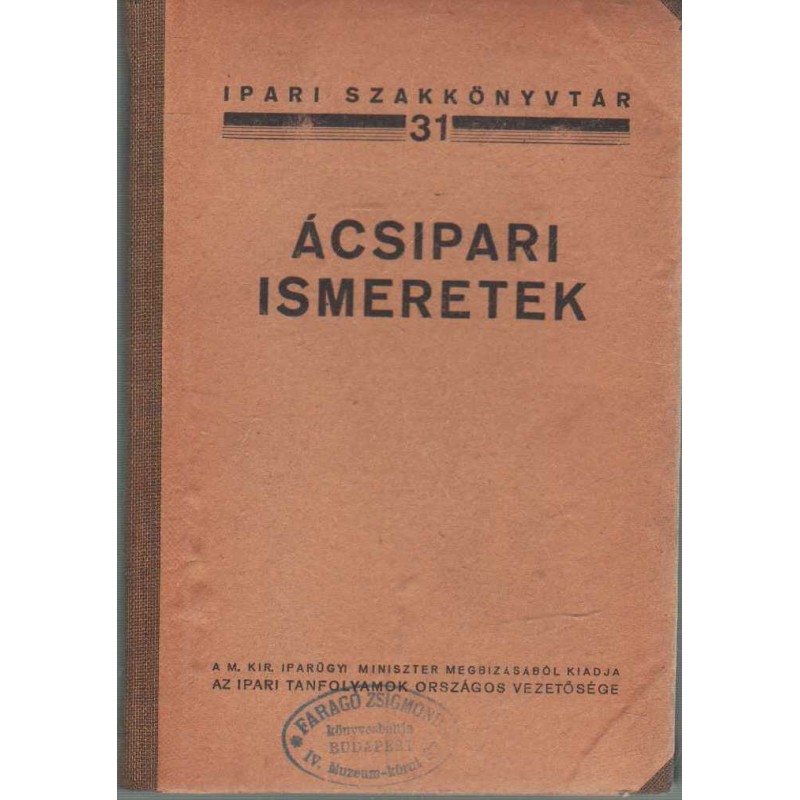 IPARI SZAKKÖNYVTÁR
31
ÁCSIPARI
ISMERETEK
A M. KIR. IPARÜGYI MINISZTER MEGBIZÁSÁBÓL KIADJA
AZ IPARI TANFOLYAMOK ORSZÁGOS VEZETŐSÉGE
FARAGÓ ZSIGMOND
könyvesboltja
BUDAPEST
IV. Muzeum-körut